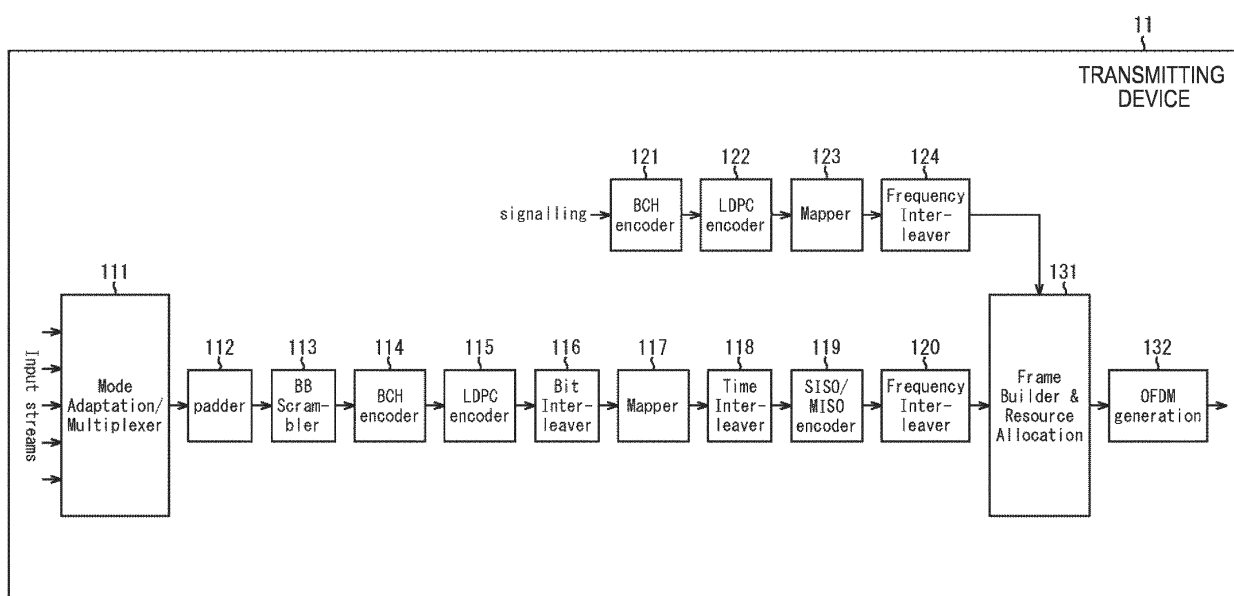 11
TRANSMITTING
DEVICE
121
122
123
124
signalling
BCH
encoder
LDPC
encoder
Mapper
Frequency
Inter-
leaver
111
131
Input streams
Mode
Adaptation/
Multiplexer
112
padder
113
BB
Scram-
bler
114
BCH
encoder
115
LDPC
encoder
116
Bit
Inter-
leaver
117
Mapper
118
Time
Inter-
leaver
119
SISO/
MISO
encoder
120
Frequency
Inter-
leaver
Frame
Builder &
Resource
Allocation
132
OFDM
generation